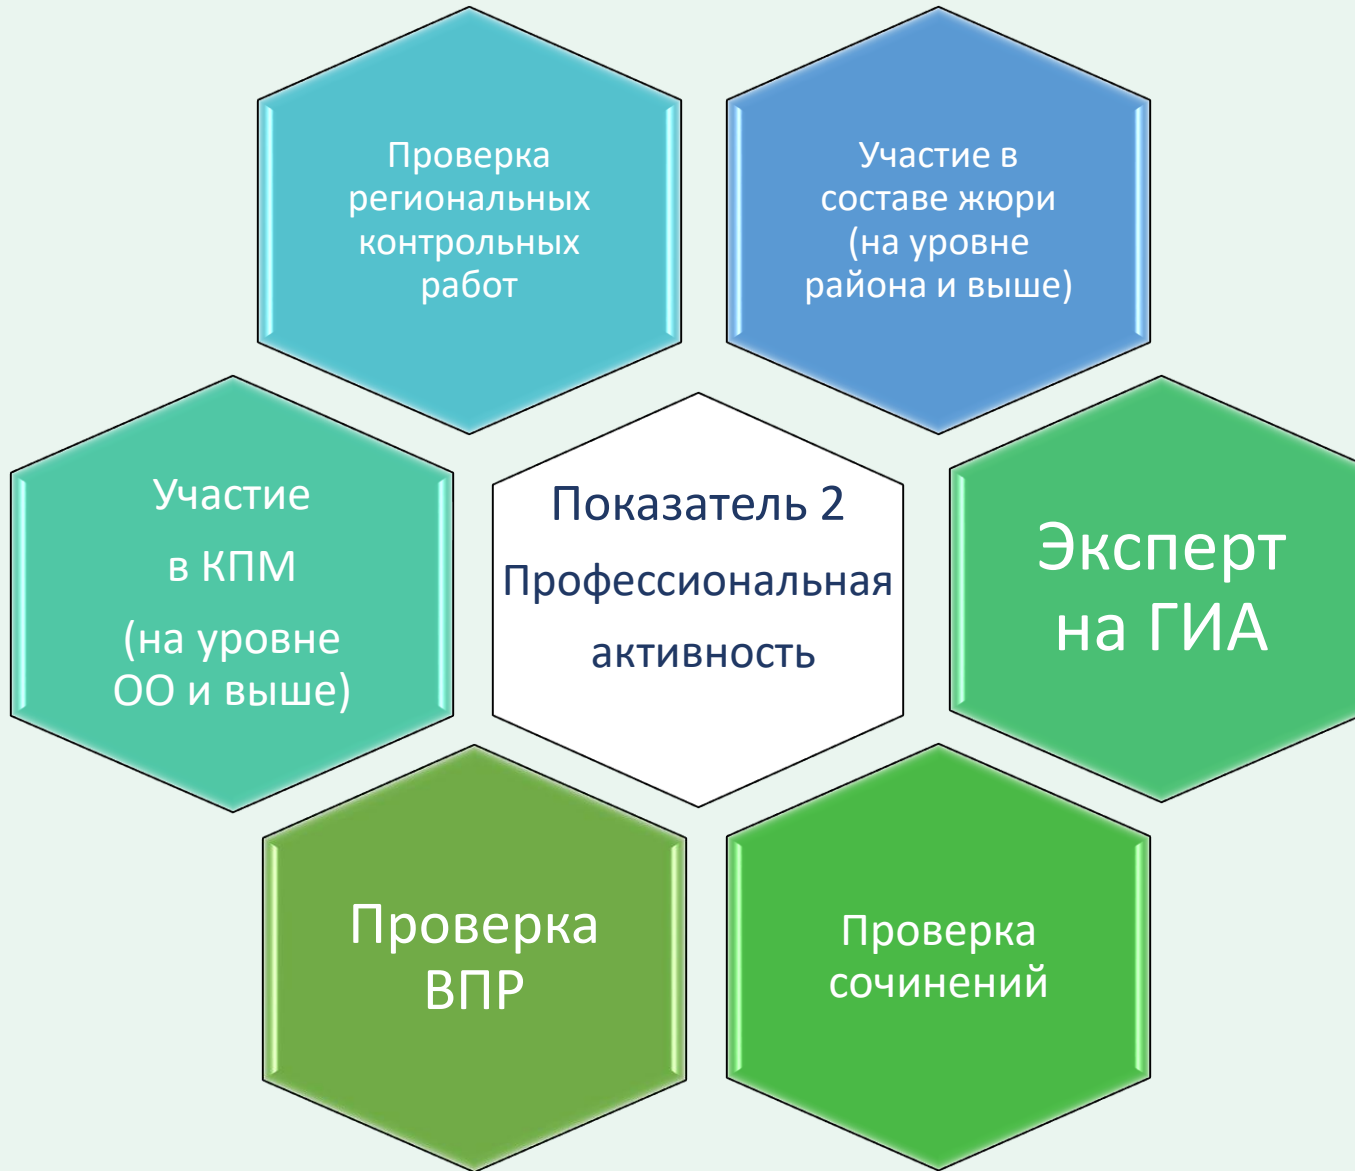 Проверка
региональных
контрольных
работ
Участие в
составе жюри
(на уровне
района и выше)
Участие
в КПМ
(на уровне
ОО и выше)
Показатель 2
Профессиональная
активность
Эксперт
на ГИА
Проверка
ВПР
Проверка
сочинений